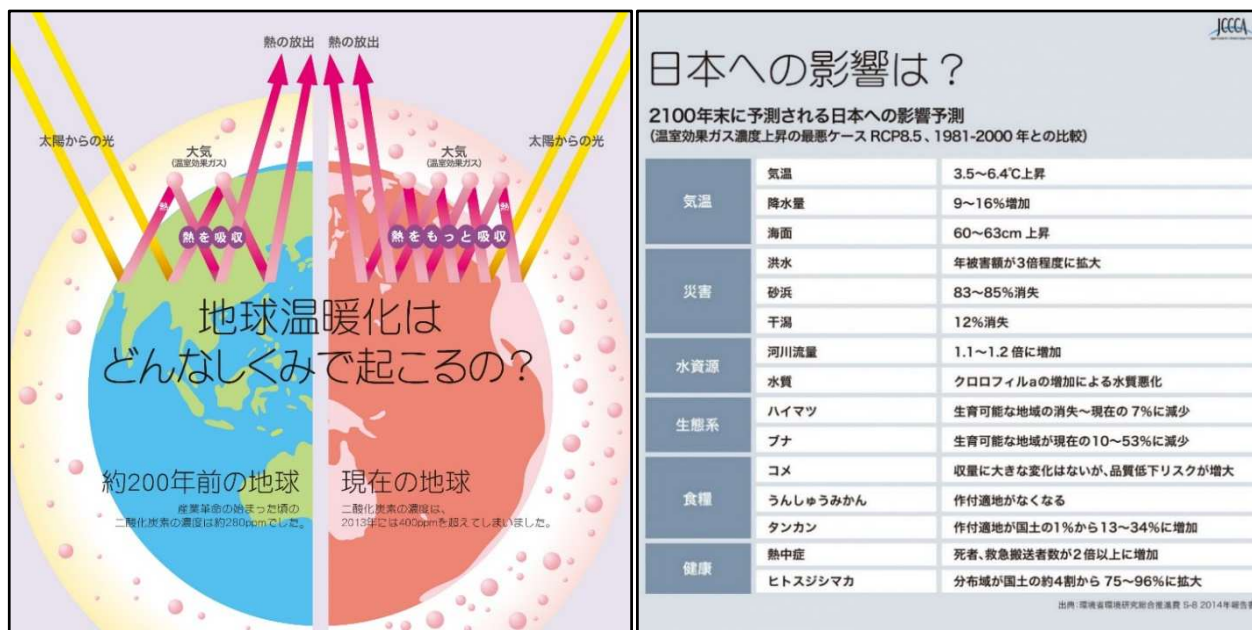 熱の放出 熱の放出
太陽からの光
大気
(温室効果ガス)
大気
(温室効果ガス)
太陽からの光
熱
熱
熱を吸収
熱をもっと吸収
地球温暖化は
どんなしくみで起こるの?
約200年前の地球
産業革命の始まった頃の
二酸化炭素の濃度は約280ppmでした。
現在の地球
二酸化炭素の濃度は、
2013年には400ppmを超えてしまいました。
JCCCA
日本への影響は?
2100年末に予測される日本への影響予測
(温室効果ガス濃度上昇の最悪ケース RCP8.5、1981-2000年との比較)
気温
気温 3.5~6.4℃上昇
降水量 9~16%増加
海面 60~63cm 上昇
災害
洪水 年被害額が3倍程度に拡大
砂浜 83~85%消失
干潟 12%消失
水資源
河川流量 1.1~1.2 倍に増加
水質 クロロフィルaの増加による水質悪化
生態系
ハイマツ 生育可能な地域の消失~現在の 7%に減少
ブナ 生育可能な地域が現在の10~53%に減少
食糧
コメ 収量に大きな変化はないが、品質低下リスクが増大
うんしゅうみかん 作付適地がなくなる
タンカン 作付適地が国土の1%から13~34%に増加
健康
熱中症 死者、救急搬送者数が2倍以上に増加
ヒトスジシマカ 分布域が国土の約4割から 75~96%に拡大
出典:環境省環境研究総合推進費 S-8 2014年報告書